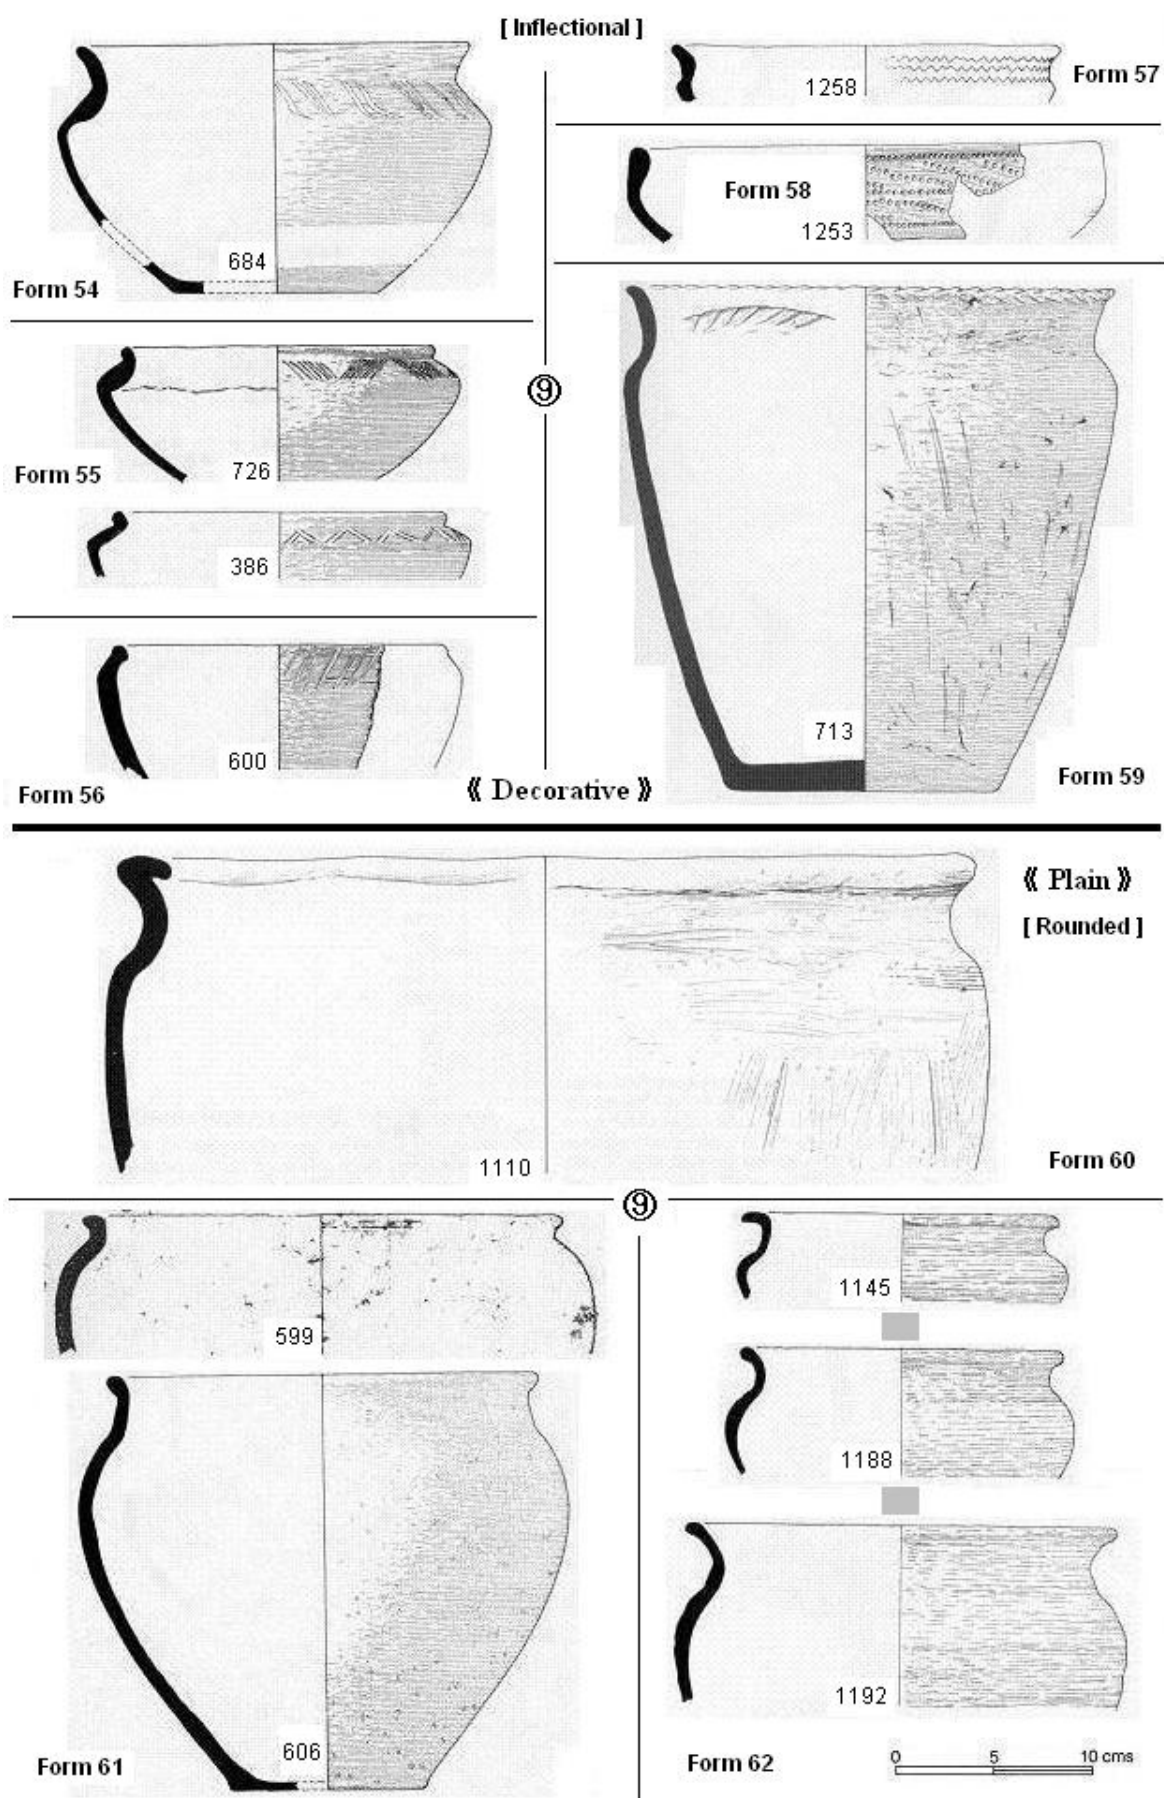 [ Inflectional ]
684
Form 54
726
Form 55
386
600
Form 56
1258
Form 57
Form 58
1253
⑨
713
Form 59
⟪ Decorative ⟫
⟪ Plain ⟫
[ Rounded ]
1110
Form 60
⑨
599
606
Form 61
1145
1188
1192
Form 62
0 5 10 cms